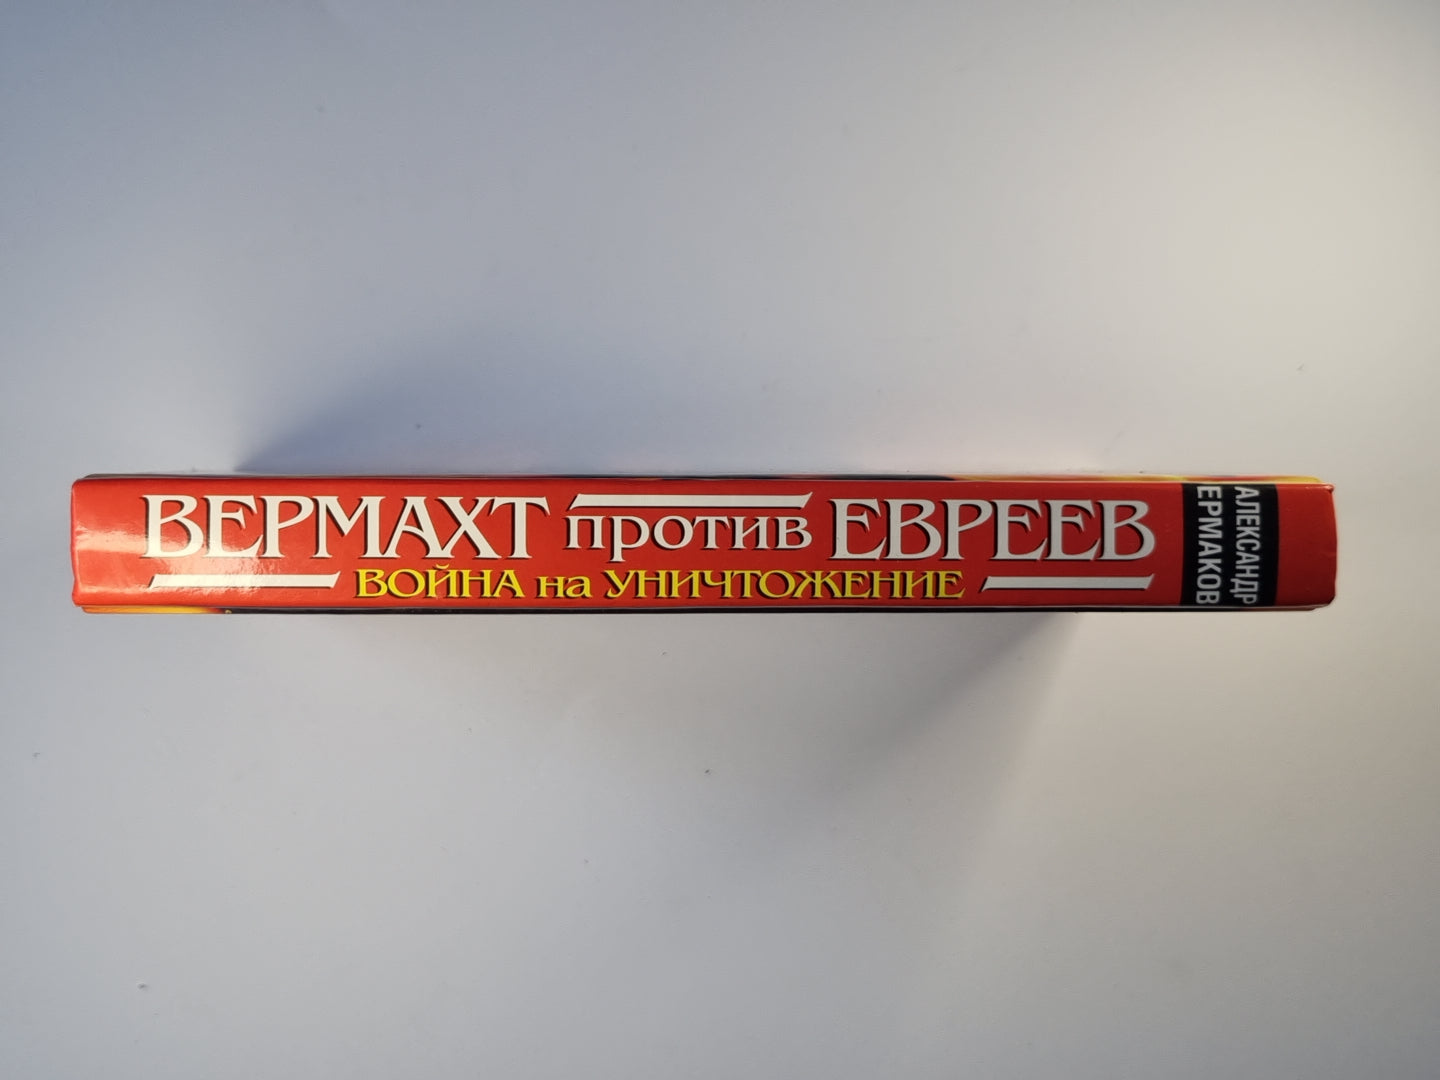 ВЕРМАХТ против ЕВРЕЕВ
ВОЙНА на УНИЧТОЖЕНИЕ
АЛЕКСАНДР
ЕРМАКОВ